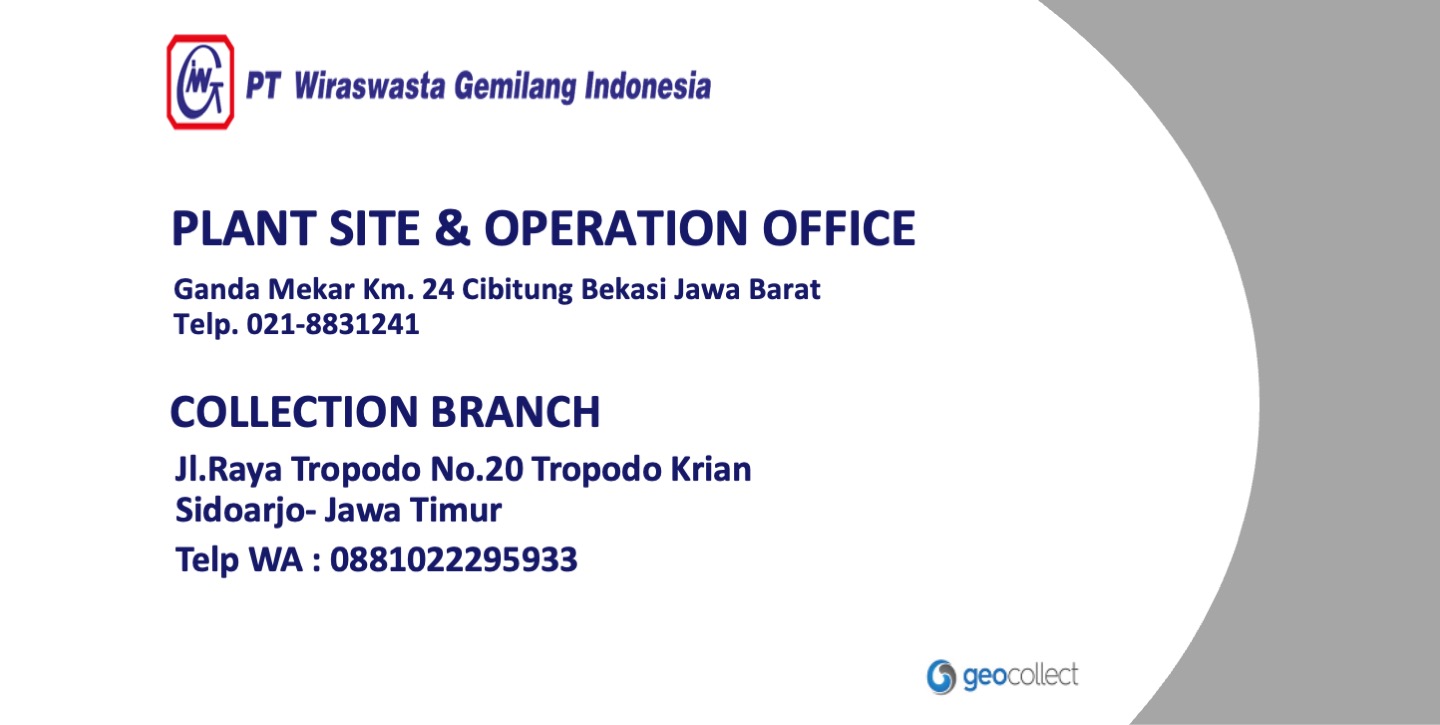 WGI
PT Wiraswasta Gemilang Indonesia
PLANT SITE & OPERATION OFFICE
Ganda Mekar Km. 24 Cibitung Bekasi Jawa Barat
Telp. 021-8831241
COLLECTION BRANCH
Jl.Raya Tropodo No.20 Tropodo Krian
Sidoarjo- Jawa Timur
Telp WA : 0881022295933
geocollect